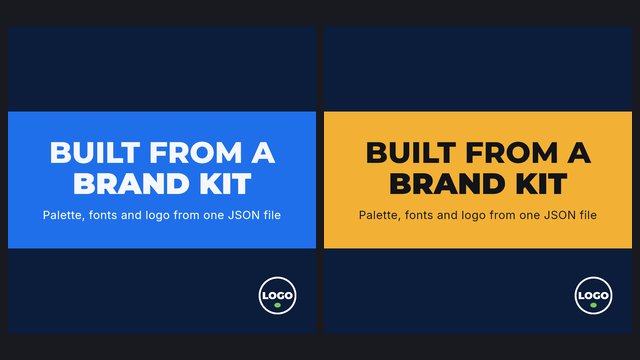 BUILT FROM A
BRAND KIT
Palette, fonts and logo from one JSON file
LOGO
BUILT FROM A
BRAND KIT
Palette, fonts and logo from one JSON file
LOGO